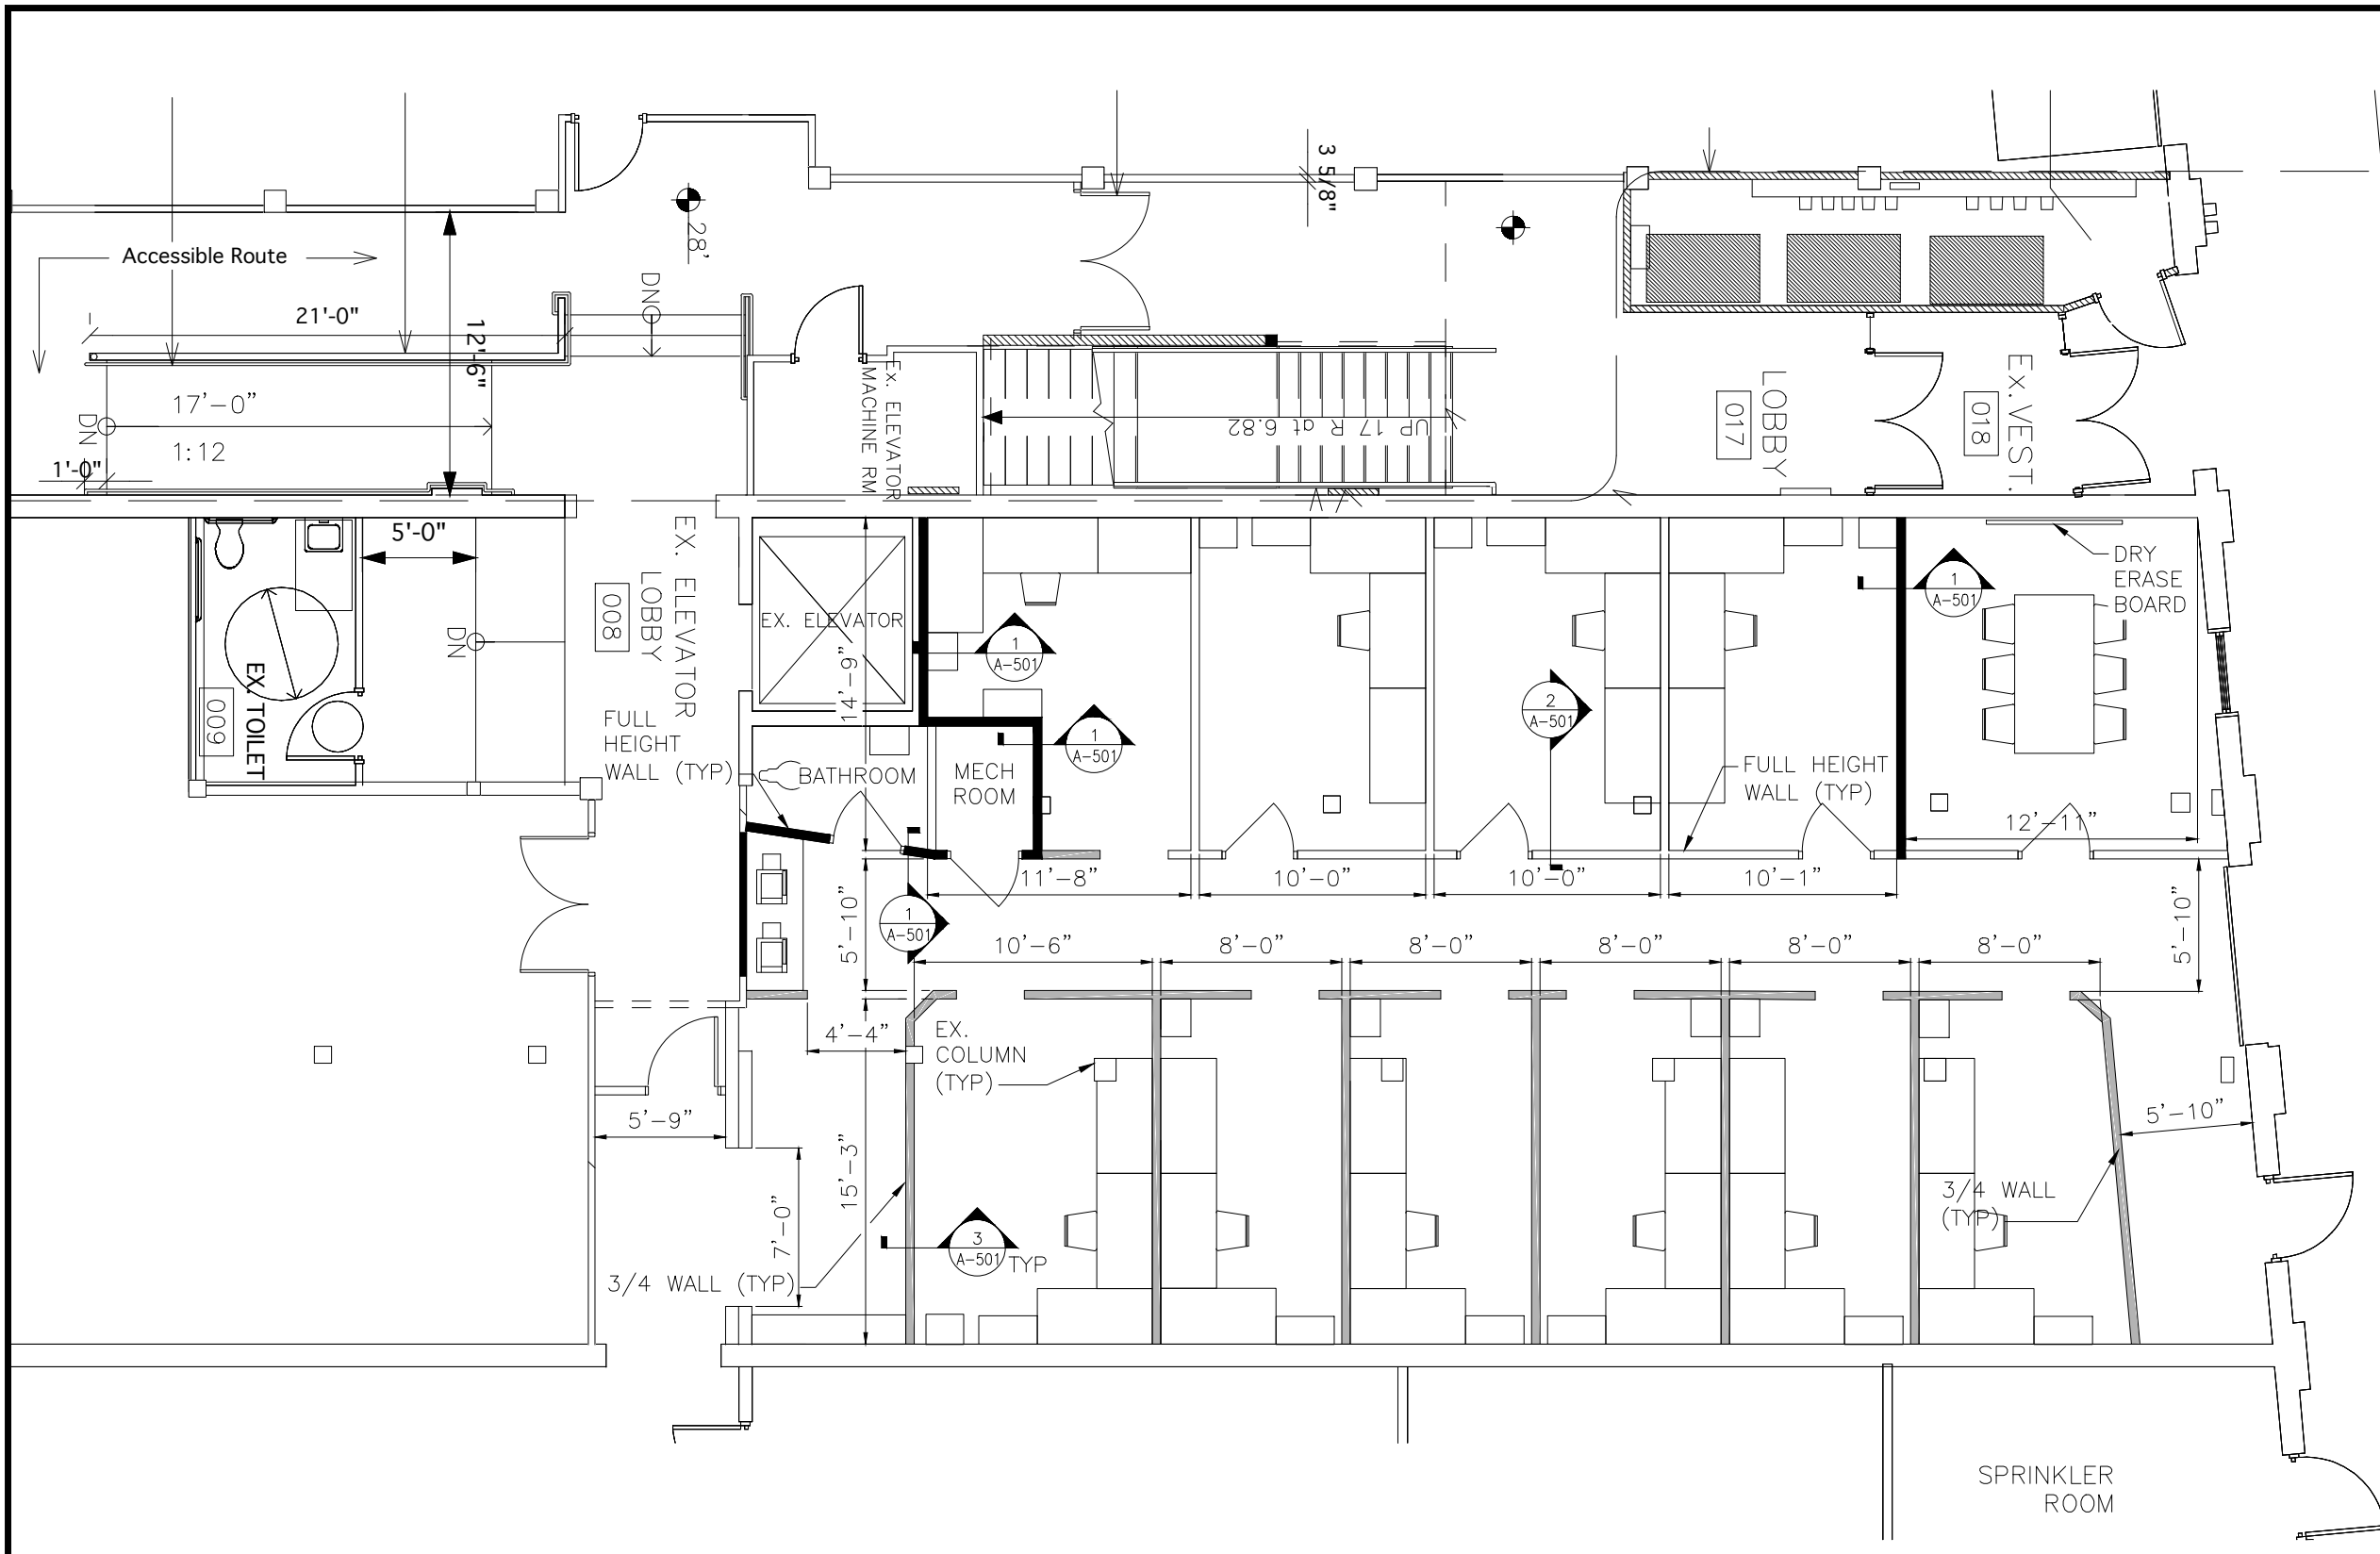 3 5/8"
28'
Accessible Route
DN
21'-0"
12'-6"
17'-0"
1:12
DN
1'-0"
EX. ELEVATOR
MACHINE RM
UP 17 R at 6.82
LOBBY
017
Ex. VEST.
018
5'-0"
DN
EX. TOILET
009
EX. ELEVATOR
LOBBY
008
EX. ELEVATOR
14'-9"
1
A-501
1
A-501
2
A-501
1
A-501
DRY
ERASE
BOARD
FULL
HEIGHT
WALL (TYP)
BATHROOM
MECH
ROOM
FULL HEIGHT
WALL (TYP)
12'-11"
11'-8"
10'-0"
10'-0"
10'-1"
1
A-501
5'-10"
5'-10"
10'-6"
8'-0"
8'-0"
8'-0"
8'-0"
8'-0"
4'-4"
EX.
COLUMN
(TYP)
5'-9"
5'-10"
15'-3"
7'-0"
3/4 WALL
(TYP)
3
A-501
TYP
3/4 WALL (TYP)
SPRINKLER
ROOM